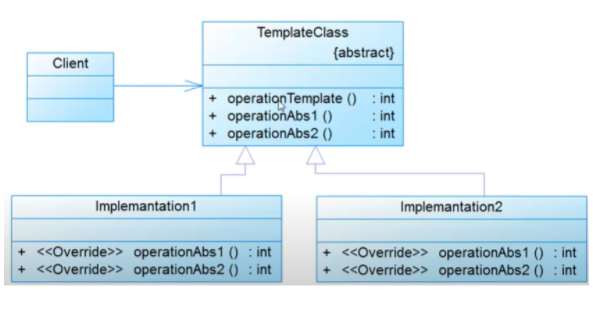 TemplateClass
{abstract}
Client
+ operationTemplate () : int
+ operationAbs1 () : int
+ operationAbs2 () : int
Implemantation1
+ <<Override>> operationAbs1 () : int
+ <<Override>> operationAbs2 () : int
Implemantation2
+ <<Override>> operationAbs1 () : int
+ <<Override>> operationAbs2 () : int